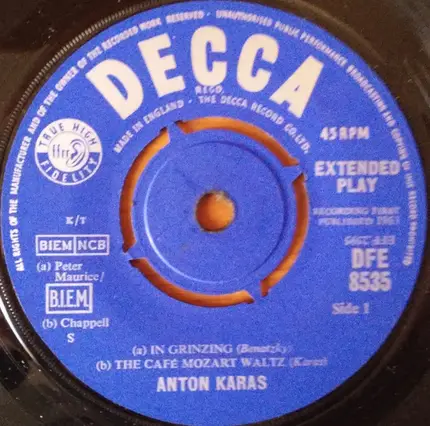 ALL RIGHTS OF THE MANUFACTURER AND OF THE OWNER OF THE RECORDED WORK RESERVED · UNAUTHORISED PUBLIC PERFORMANCE BROADCASTING AND COPYING OF THIS RECORD PROHIBITED
DECCA
REGD.
MADE IN ENGLAND · THE DECCA RECORD CO. LTD.
TRUE HIGH
ffrr
FIDELITY
45 RPM
EXTENDED
PLAY
K/T
RECORDING FIRST
PUBLISHED
BIEM NCB
(a) Peter
Maurice/
B.I.E.M.
(b) Chappell
S
DFE
8535
Side 1
(a) IN GRINZING (Benatzky)
(b) THE CAFÉ MOZART WALTZ (Karas)
ANTON KARAS